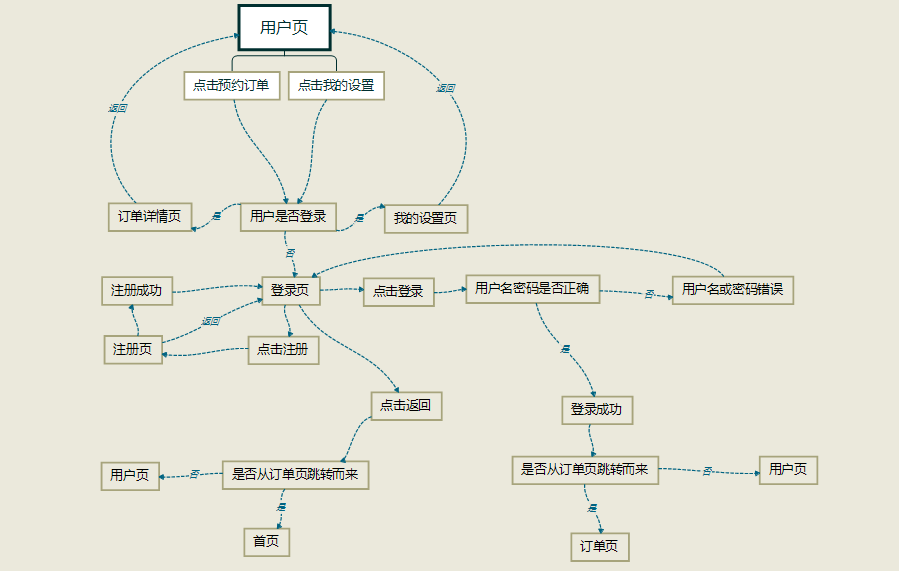 用户页
点击预约订单
点击我的设置
返回
返回
订单详情页
是
用户是否登录
是
我的设置页
否
注册成功
登录页
点击登录
用户名密码是否正确
否
用户名或密码错误
返回
注册页
点击注册
是
点击返回
登录成功
用户页
否
是否从订单页跳转而来
是否从订单页跳转而来
否
用户页
是
是
首页
订单页